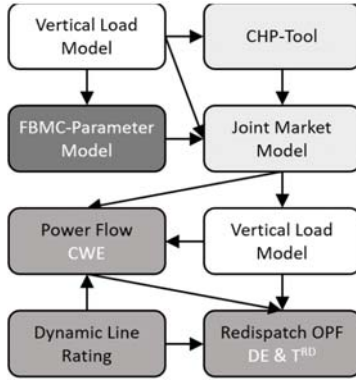 Vertical Load
Model
CHP-Tool
FBMC-Parameter
Model
Joint Market
Model
Power Flow
CWE
Vertical Load
Model
Dynamic Line
Rating
Redispatch OPF
DE & T^RD